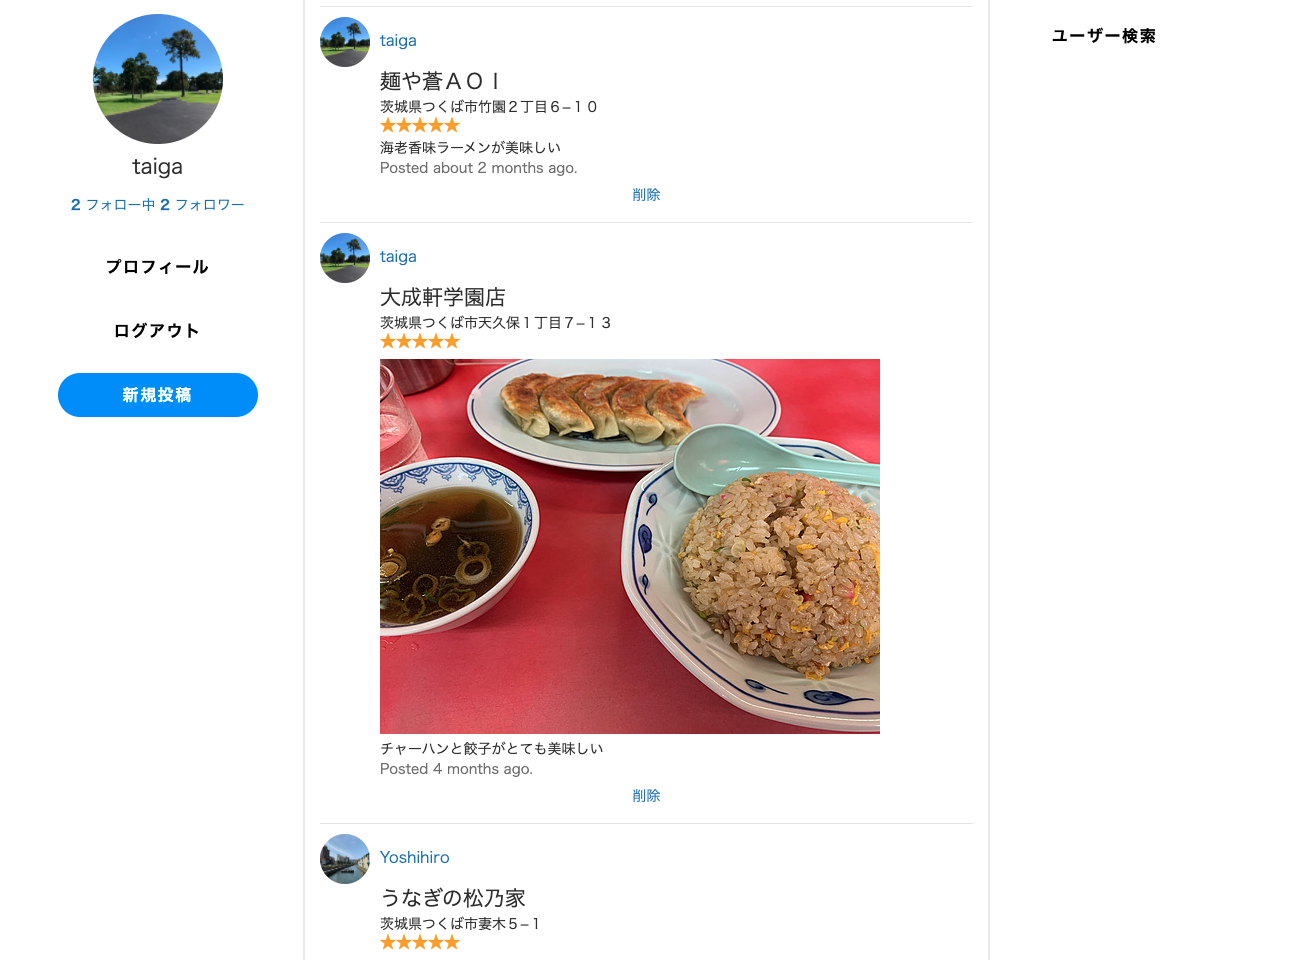 taiga
2 フォロー中 2 フォロワー
プロフィール
ログアウト
新規投稿
taiga
麺や蒼ＡＯＩ
茨城県つくば市竹園２丁目６−１０
★★★★★
海老香味ラーメンが美味しい
Posted about 2 months ago.
削除
taiga
大成軒学園店
茨城県つくば市天久保１丁目７−１３
★★★★★
チャーハンと餃子がとても美味しい
Posted 4 months ago.
削除
Yoshihiro
うなぎの松乃家
茨城県つくば市妻木５−１
★★★★★
ユーザー検索